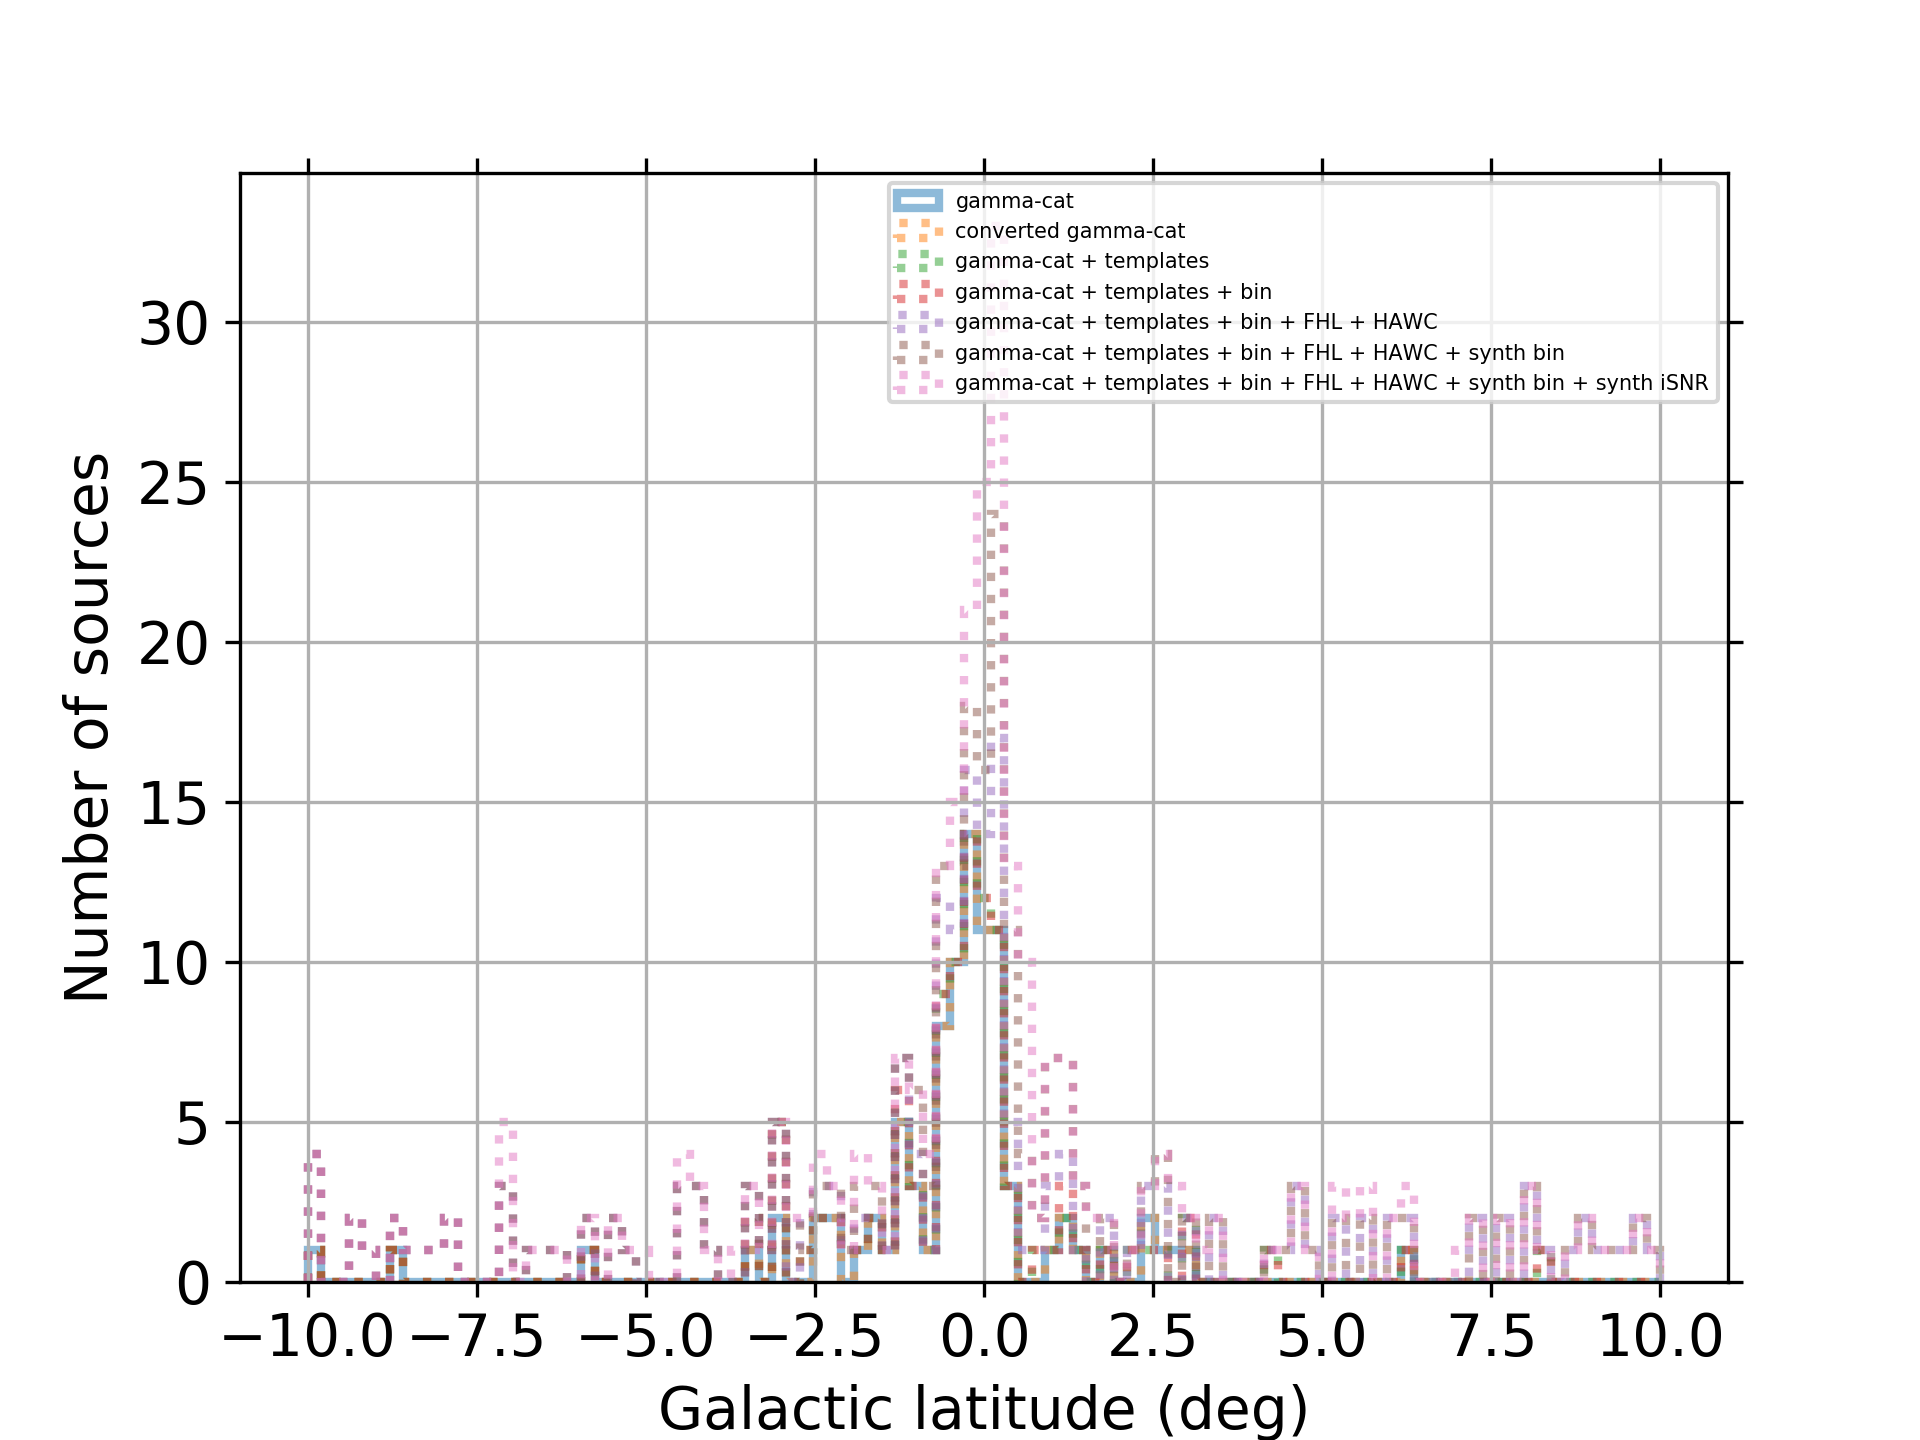 gamma-cat
converted gamma-cat
gamma-cat + templates
gamma-cat + templates + bin
gamma-cat + templates + bin + FHL + HAWC
gamma-cat + templates + bin + FHL + HAWC + synth bin
gamma-cat + templates + bin + FHL + HAWC + synth bin + synth iSNR
Number of sources
30
25
20
15
10
5
0
−10.0 −7.5 −5.0 −2.5 0.0 2.5 5.0 7.5 10.0
Galactic latitude (deg)